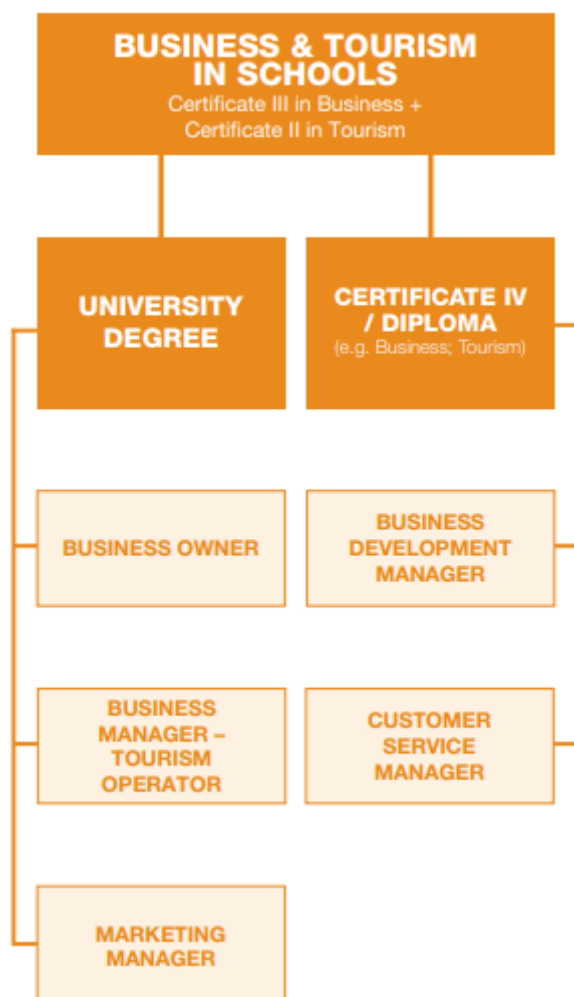 BUSINESS & TOURISM
IN SCHOOLS
Certificate III in Business +
Certificate II in Tourism
UNIVERSITY
DEGREE
CERTIFICATE IV
/ DIPLOMA
(e.g. Business; Tourism)
BUSINESS OWNER
BUSINESS
DEVELOPMENT
MANAGER
BUSINESS
MANAGER –
TOURISM
OPERATOR
CUSTOMER
SERVICE
MANAGER
MARKETING
MANAGER